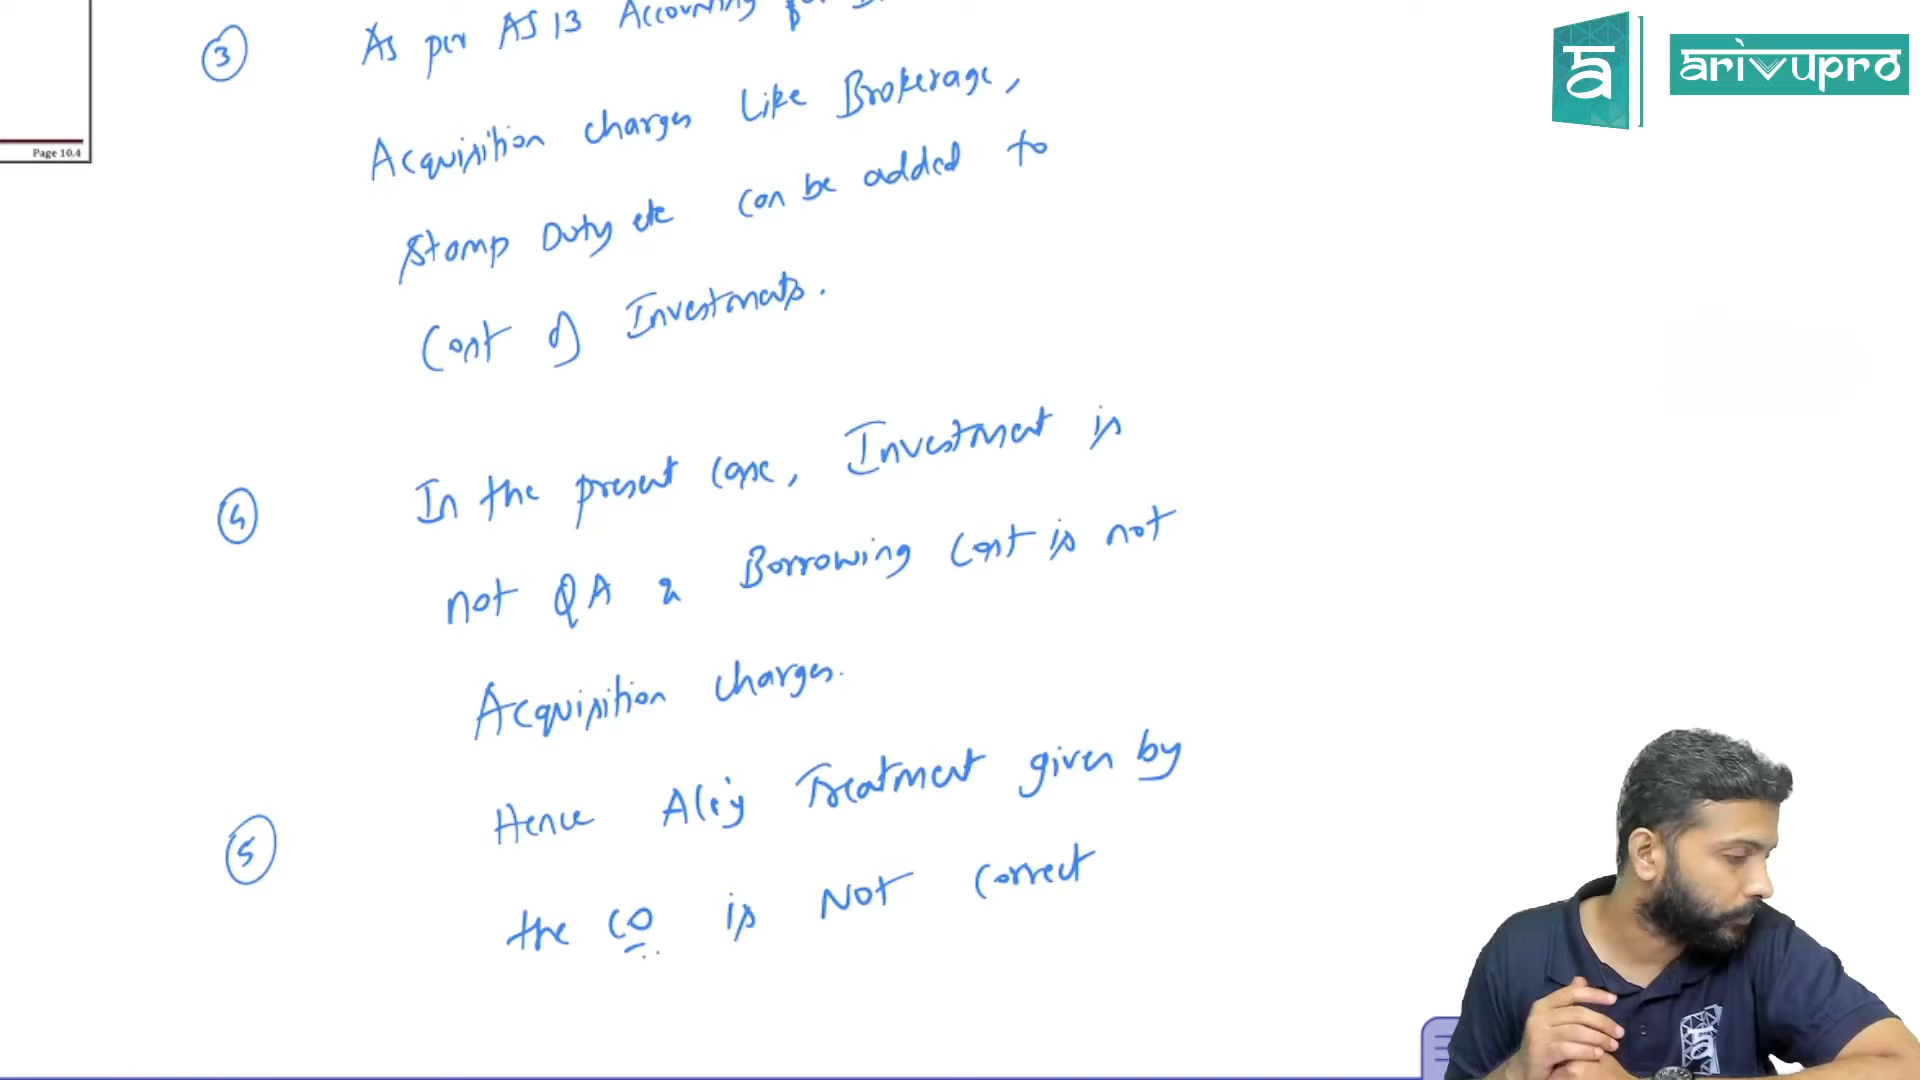 ③ As per AS 13 Accounting for
arivupro
Acquisition charges like Brokerage,
Page 10.4
Stamp Duty etc can be added to
Cost of Investments.
④ In the present case, Investment is
not QA & Borrowing Cost is not
Acquisition charges.
⑤ Hence A/c'g Treatment given by
the CO is NOT correct